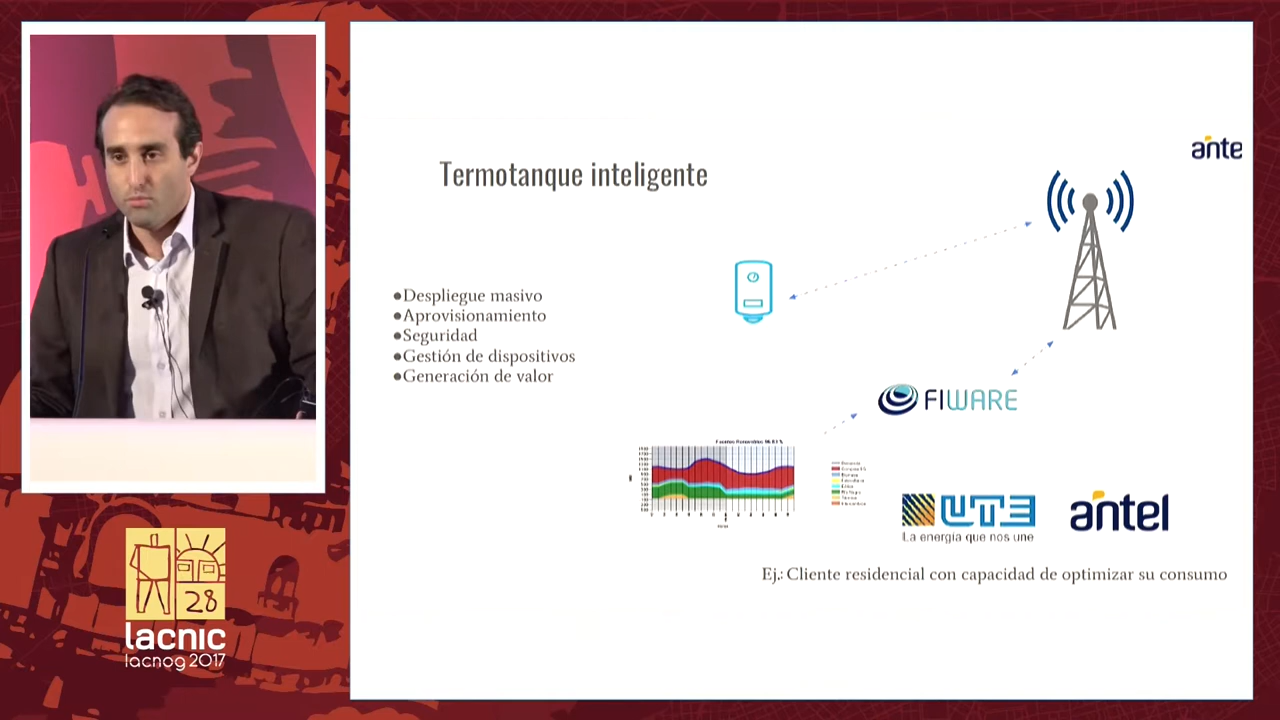 ante
Termotanque inteligente
●Despliegue masivo
●Aprovisionamiento
●Seguridad
●Gestión de dispositivos
●Generación de valor
FIWARE
UTE
La energía que nos une
antel
Ej.: Cliente residencial con capacidad de optimizar su consumo
28
lacnic
lacnog 2017